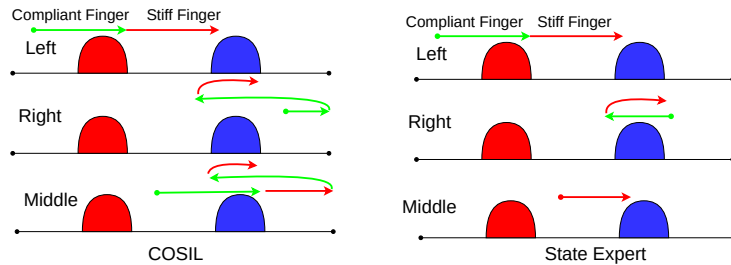 Compliant Finger Stiff Finger
Left
Right
Middle
COSIL
Compliant Finger Stiff Finger
Left
Right
Middle
State Expert